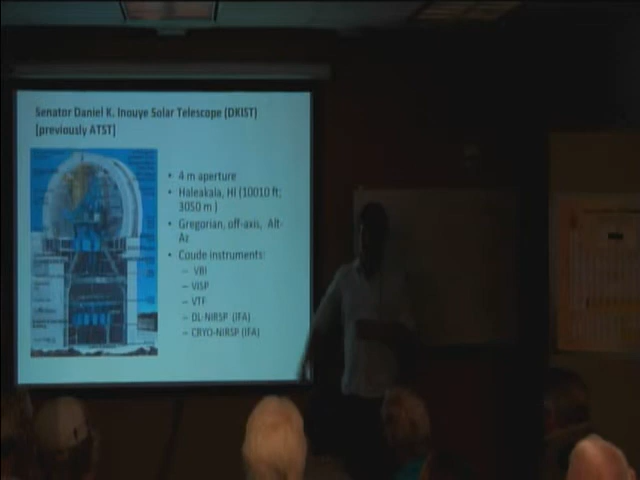 Senator Daniel K. Inouye Solar Telescope (DKIST)
[previously ATST]
• 4 m aperture
• Haleakala, HI (10010 ft;
3050 m )
• Gregorian, off-axis, Alt-
Az
• Coude instruments:
– VBI
– ViSP
– VTF
– DL-NIRSP (IFA)
– CRYO-NIRSP (IFA)